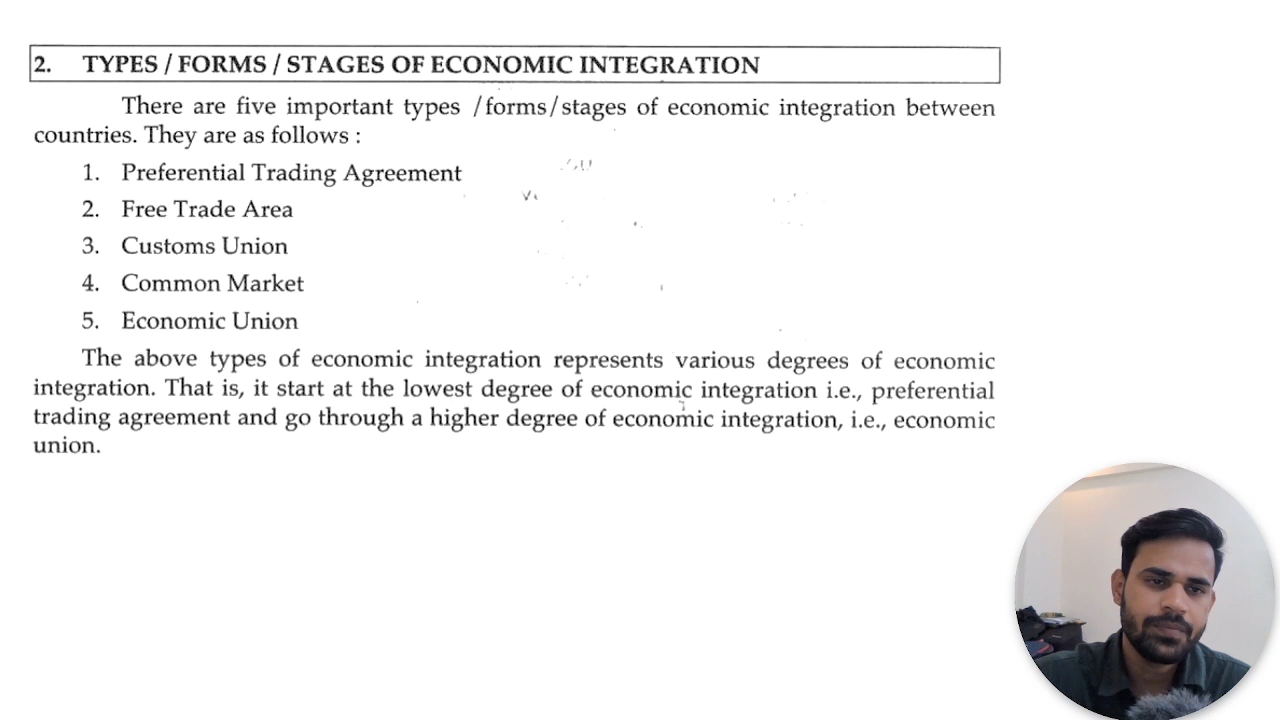 2. TYPES / FORMS / STAGES OF ECONOMIC INTEGRATION
There are five important types /forms/stages of economic integration between
countries. They are as follows :
1. Preferential Trading Agreement
2. Free Trade Area
3. Customs Union
4. Common Market
5. Economic Union
The above types of economic integration represents various degrees of economic
integration. That is, it start at the lowest degree of economic integration i.e., preferential
trading agreement and go through a higher degree of economic integration, i.e., economic
union.